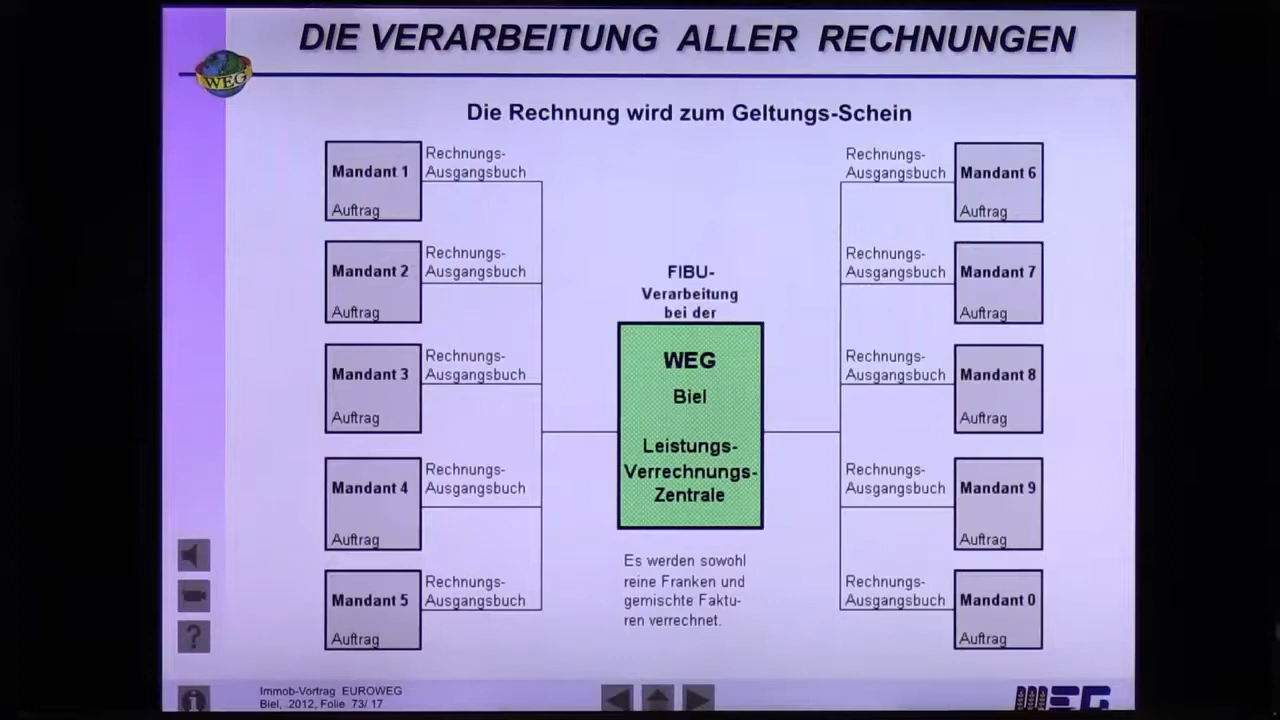 DIE VERARBEITUNG ALLER RECHNUNGEN
WEG
Die Rechnung wird zum Geltungs-Schein
Mandant 1
Auftrag
Rechnungs-
Ausgangsbuch
Mandant 2
Auftrag
Rechnungs-
Ausgangsbuch
Mandant 3
Auftrag
Rechnungs-
Ausgangsbuch
Mandant 4
Auftrag
Rechnungs-
Ausgangsbuch
Mandant 5
Auftrag
Rechnungs-
Ausgangsbuch
FIBU-
Verarbeitung
bei der
WEG
Biel
Leistungs-
Verrechnungs-
Zentrale
Es werden sowohl
reine Franken und
gemischte Faktu-
ren verrechnet.
Rechnungs-
Ausgangsbuch
Mandant 6
Auftrag
Rechnungs-
Ausgangsbuch
Mandant 7
Auftrag
Rechnungs-
Ausgangsbuch
Mandant 8
Auftrag
Rechnungs-
Ausgangsbuch
Mandant 9
Auftrag
Rechnungs-
Ausgangsbuch
Mandant 0
Auftrag
?
i
Immob-Vortrag EUROWEG
Biel, .2012, Folie 73/ 17
WEG